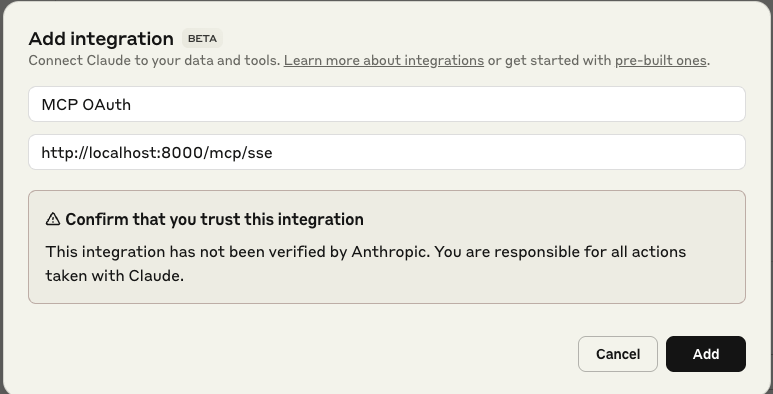 Add integration BETA
Connect Claude to your data and tools. Learn more about integrations or get started with pre-built ones.
MCP OAuth
http://localhost:8000/mcp/sse
Confirm that you trust this integration
This integration has not been verified by Anthropic. You are responsible for all actions
taken with Claude.
Cancel Add